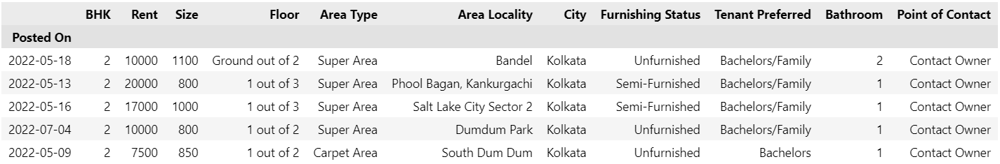 BHK Rent Size Floor Area Type Area Locality City Furnishing Status Tenant Preferred Bathroom Point of Contact
Posted On
2022-05-18 2 10000 1100 Ground out of 2 Super Area Bandel Kolkata Unfurnished Bachelors/Family 2 Contact Owner
2022-05-13 2 20000 800 1 out of 3 Super Area Phool Bagan, Kankurgachi Kolkata Semi-Furnished Bachelors/Family 1 Contact Owner
2022-05-16 2 17000 1000 1 out of 3 Super Area Salt Lake City Sector 2 Kolkata Semi-Furnished Bachelors/Family 1 Contact Owner
2022-07-04 2 10000 800 1 out of 2 Super Area Dumdum Park Kolkata Unfurnished Bachelors/Family 1 Contact Owner
2022-05-09 2 7500 850 1 out of 2 Carpet Area South Dum Dum Kolkata Unfurnished Bachelors 1 Contact Owner